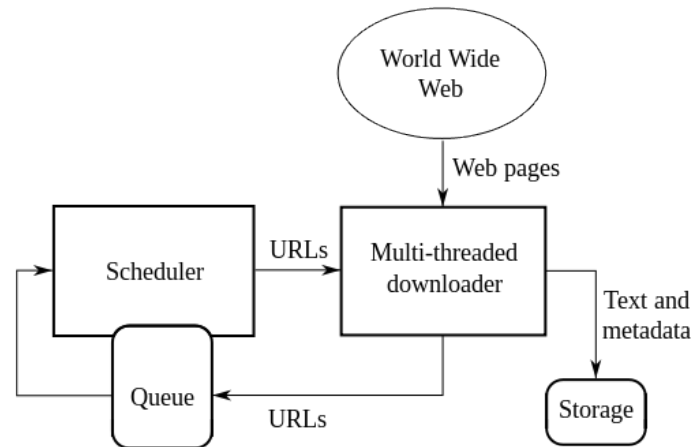 World Wide
Web
Web pages
Scheduler
URLs
Multi-threaded
downloader
Text and
metadata
Queue
URLs
Storage